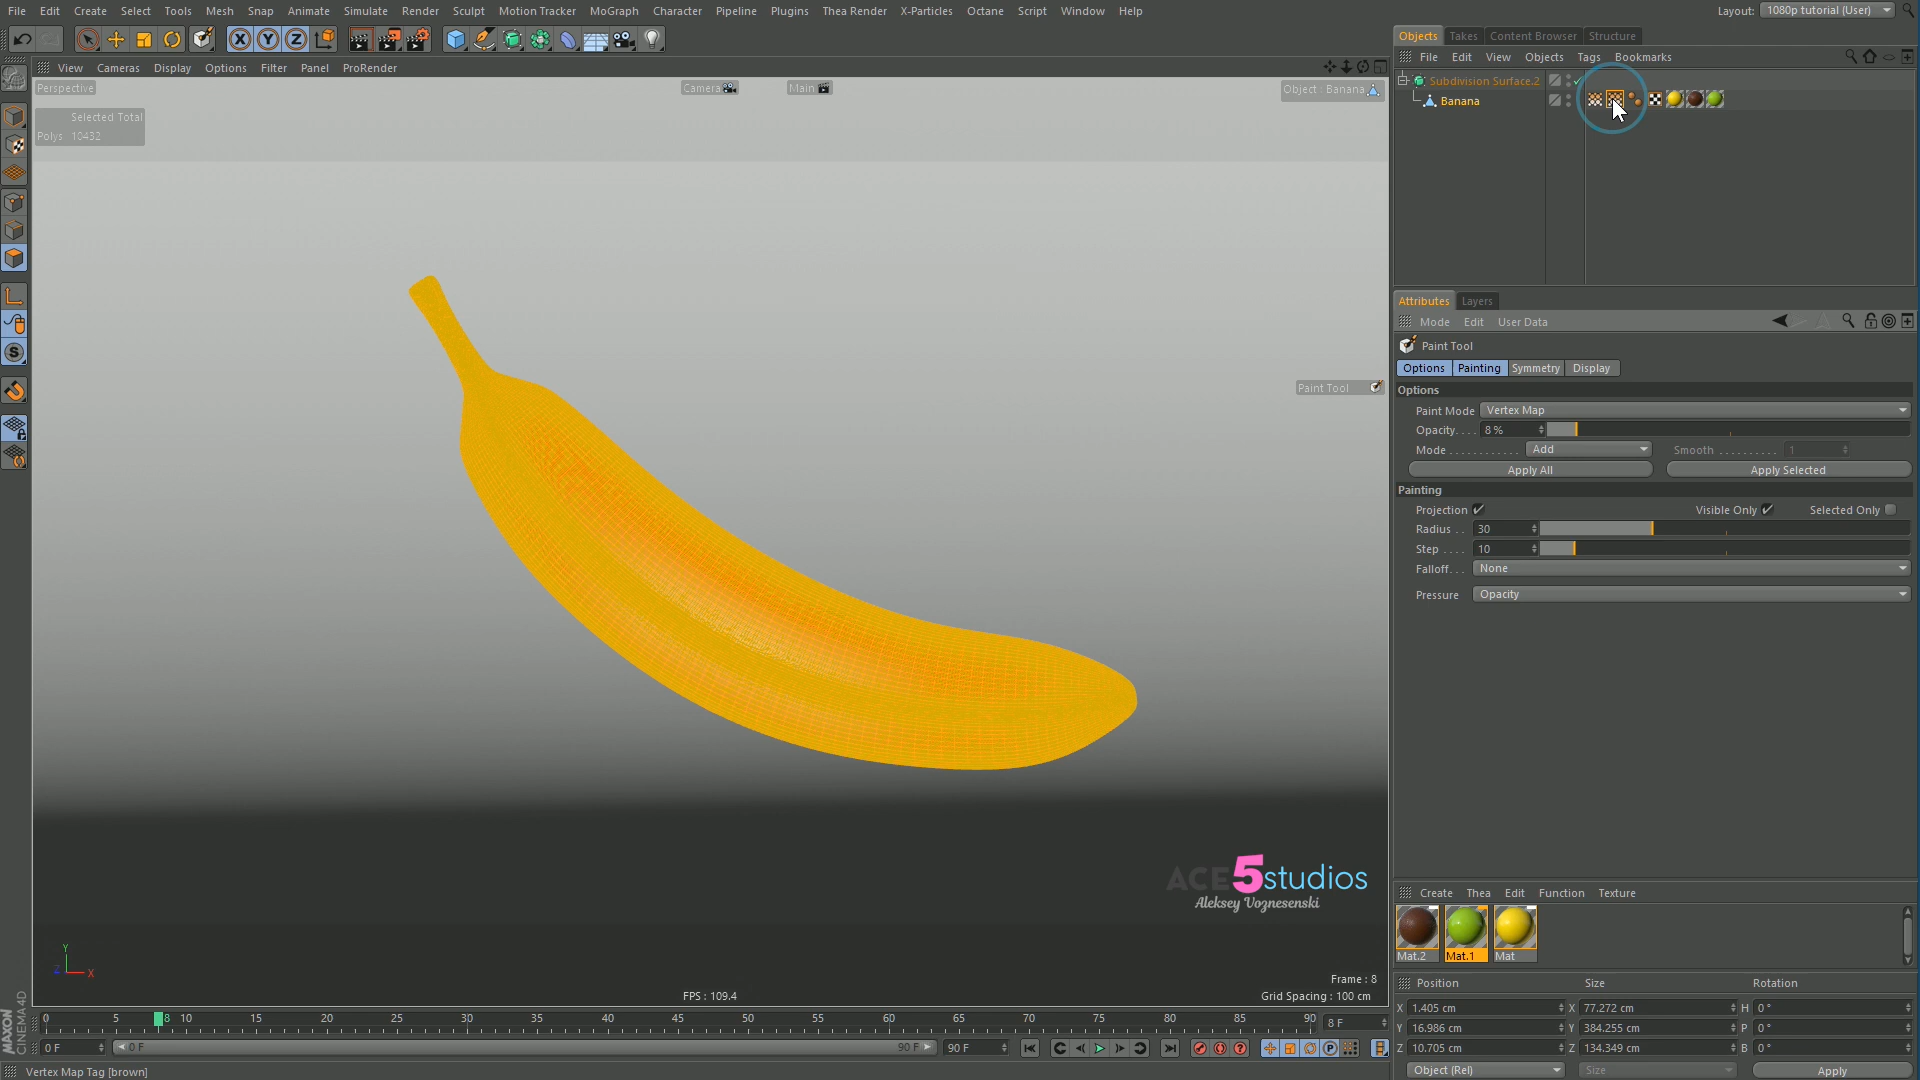 File Edit Create Select Tools Mesh Snap Animate Simulate Render Sculpt Motion Tracker MoGraph Character Pipeline Plugins Thea Render X-Particles Octane Script Window Help
Layout: 1080p tutorial (User)
View Cameras Display Options Filter Panel ProRender
Perspective
Camera
Main
Object : Banana
Selected Total
Polys 10432
Paint Tool
ACE5studios
Aleksey Voznesenski
Y
Z X
Frame : 8
FPS : 109.4
Grid Spacing : 100 cm
Objects Takes Content Browser Structure
File Edit View Objects Tags Bookmarks
Subdivision Surface.2
Banana
Attributes Layers
Mode Edit User Data
Paint Tool
Options Painting Symmetry Display
Options
Paint Mode Vertex Map
Opacity. . . . 8 %
Mode . . . . . . . . . . . . Add Smooth . . . . . . . . . . 1
Apply All Apply Selected
Painting
Projection Visible Only Selected Only
Radius . . 30
Step . . . . 10
Falloff. . . None
Pressure Opacity
Create Thea Edit Function Texture
Mat.2 Mat.1 Mat
Position Size Rotation
X 1.405 cm X 77.272 cm H 0 °
Y 16.986 cm Y 384.255 cm P 0 °
Z 10.705 cm Z 134.349 cm B 0 °
Object (Rel) Size Apply
0 5 8 10 15 20 25 30 35 40 45 50 55 60 65 70 75 80 85 90 8 F
0 F 0 F 90 F 90 F
MAXON
CINEMA4D
Vertex Map Tag [brown]